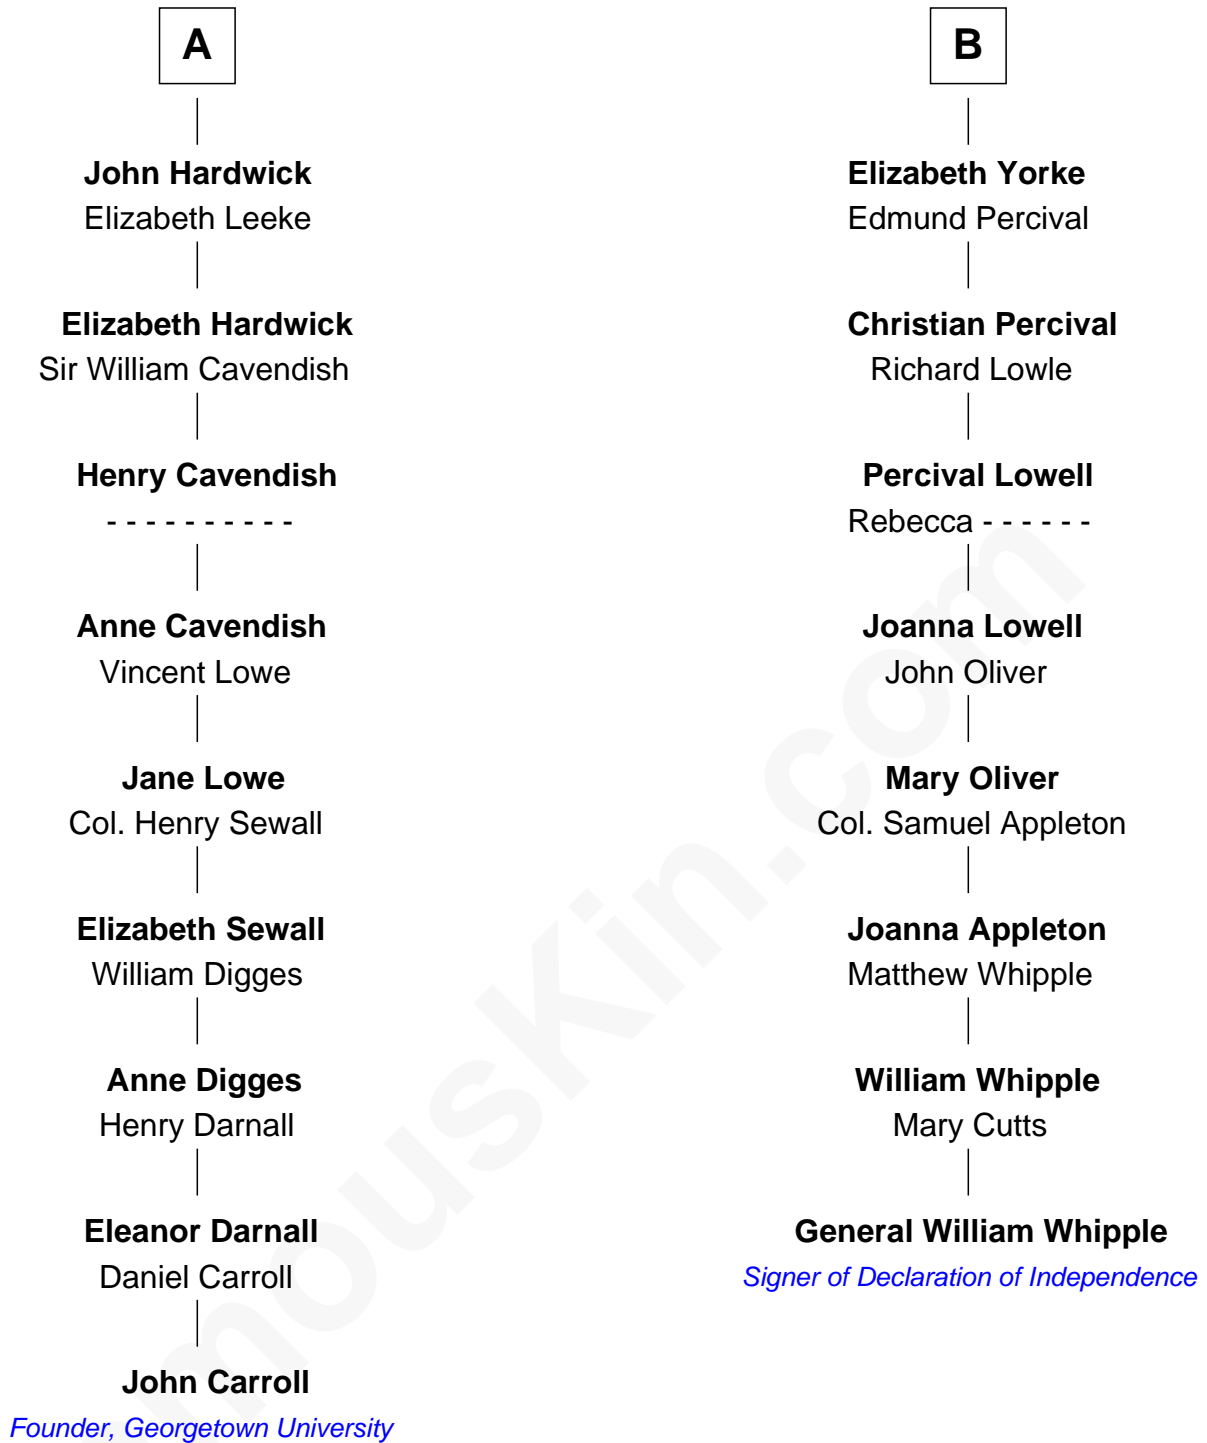 A
John Hardwick
Elizabeth Leeke
Elizabeth Hardwick
Sir William Cavendish
Henry Cavendish
- - - - - - - - - -
Anne Cavendish
Vincent Lowe
Jane Lowe
Col. Henry Sewall
Elizabeth Sewall
William Digges
Anne Digges
Henry Darnall
Eleanor Darnall
Daniel Carroll
John Carroll
Founder, Georgetown University
B
Elizabeth Yorke
Edmund Percival
Christian Percival
Richard Lowle
Percival Lowell
Rebecca - - - - - -
Joanna Lowell
John Oliver
Mary Oliver
Col. Samuel Appleton
Joanna Appleton
Matthew Whipple
William Whipple
Mary Cutts
General William Whipple
Signer of Declaration of Independence
mouskin.com